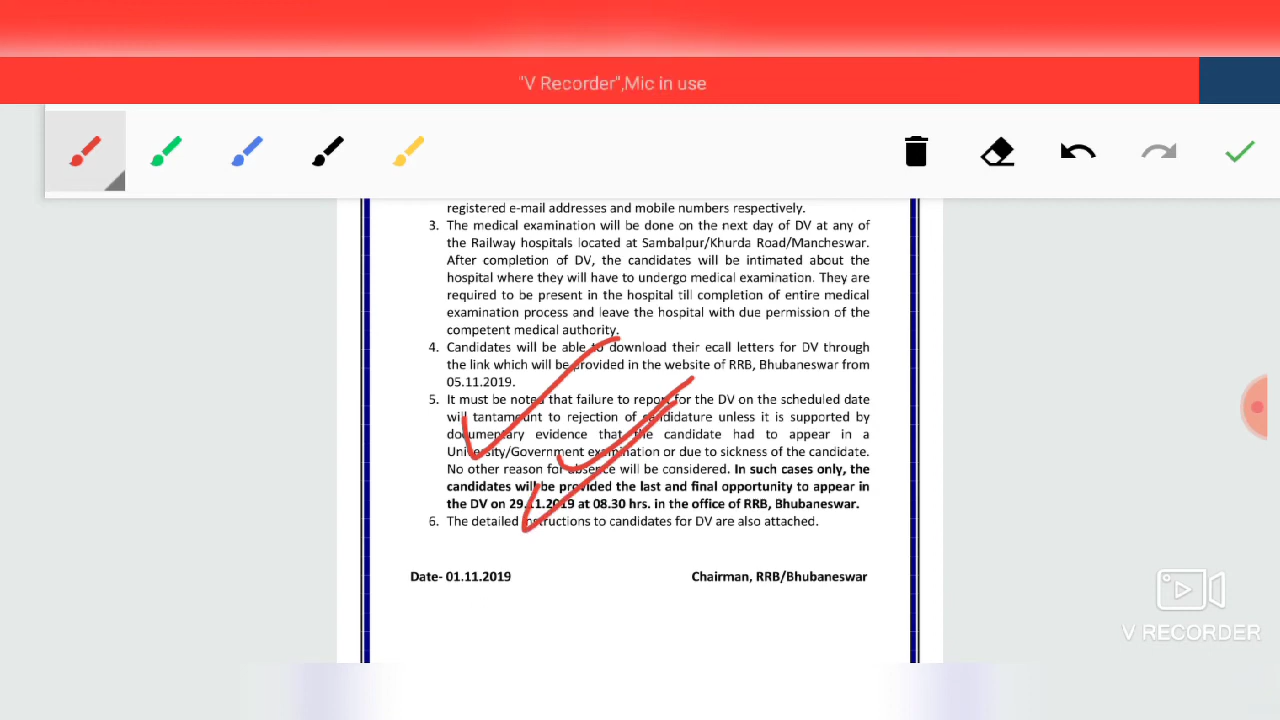 "V Recorder",Mic in use
registered e-mail addresses and mobile numbers respectively.
3. The medical examination will be done on the next day of DV at any of
the Railway hospitals located at Sambalpur/Khurda Road/Mancheswar.
After completion of DV, the candidates will be intimated about the
hospital where they will have to undergo medical examination. They are
required to be present in the hospital till completion of entire medical
examination process and leave the hospital with due permission of the
competent medical authority.
4. Candidates will be able to download their ecall letters for DV through
the link which will be provided in the website of RRB, Bhubaneswar from
05.11.2019.
5. It must be noted that failure to report for the DV on the scheduled date
will tantamount to rejection of candidature unless it is supported by
documentary evidence that the candidate had to appear in a
University/Government examination or due to sickness of the candidate.
No other reason for absence will be considered. In such cases only, the
candidates will be provided the last and final opportunity to appear in
the DV on 29.11.2019 at 08.30 hrs. in the office of RRB, Bhubaneswar.
6. The detailed instructions to candidates for DV are also attached.
Date- 01.11.2019 Chairman, RRB/Bhubaneswar
V RECORDER